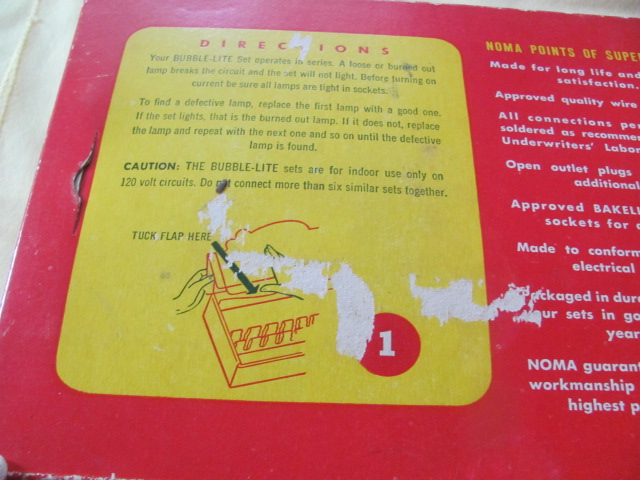 DIRECTIONS
Your BUBBLE-LITE Set operates in series. A loose or burned out
lamp breaks the circuit and the set will not light. Before turning on
current be sure all lamps are tight in sockets.
To find a defective lamp, replace the first lamp with a good one.
If the set lights, that is the burned out lamp. If it does not, replace
the lamp and repeat with the next one and so on until the defective
lamp is found.
CAUTION: THE BUBBLE-LITE sets are for indoor use only on
120 volt circuits. Do not connect more than six similar sets together.
TUCK FLAP HERE
1
NOMA POINTS OF SUPE
Made for long life and
satisfaction.
Approved quality wire
All connections per
soldered as recommen
Underwriters' Labor
Open outlet plugs
additional
Approved BAKELI
sockets for
Made to conform
electrical
Packaged in dura
your sets in go
year
NOMA guarant
workmanship
highest p